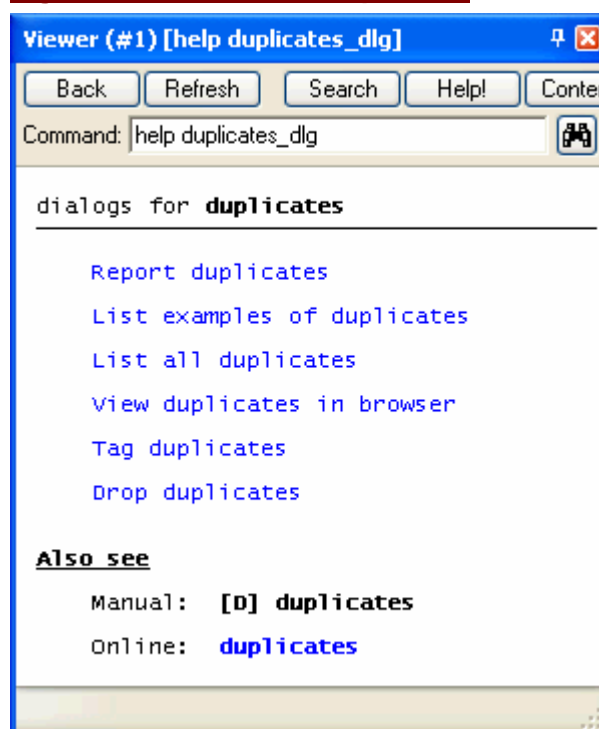 Viewer (#1) [help duplicates_dlg]
Back Refresh Search Help!
Command: help duplicates_dlg
dialogs for duplicates
Report duplicates
List examples of duplicates
List all duplicates
View duplicates in browser
Tag duplicates
Drop duplicates
Also see
Manual: [D] duplicates
Online: duplicates